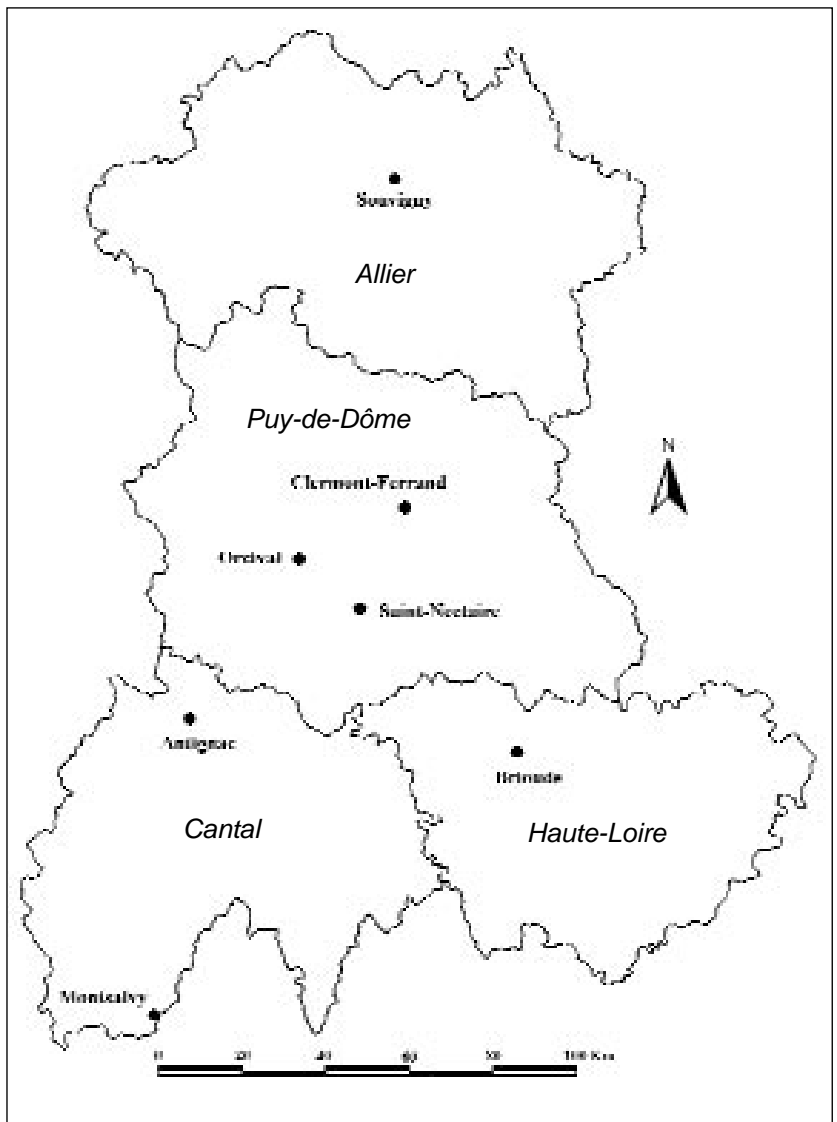 Souvigny
Allier
Puy-de-Dôme
N
Clermont-Ferrand
Orcival
Saint-Nectaire
Antignac
Brioude
Cantal
Haute-Loire
Montsalvy
0 20 40 60 80 100 Km